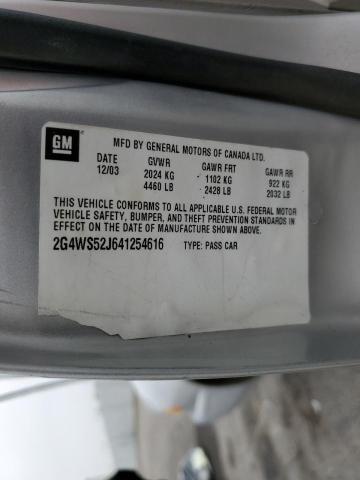 GM
MFD BY GENERAL MOTORS OF CANADA LTD.
DATE GVWR GAWR FRT GAWR RR
12/03 2024 KG 1102 KG 922 KG
4460 LB 2428 LB 2032 LB
THIS VEHICLE CONFORMS TO ALL APPLICABLE U.S. FEDERAL MOTOR
VEHICLE SAFETY, BUMPER, AND THEFT PREVENTION STANDARDS IN
EFFECT ON THE DATE OF MANUFACTURE SHOWN ABOVE.
2G4WS52J641254616 TYPE: PASS CAR